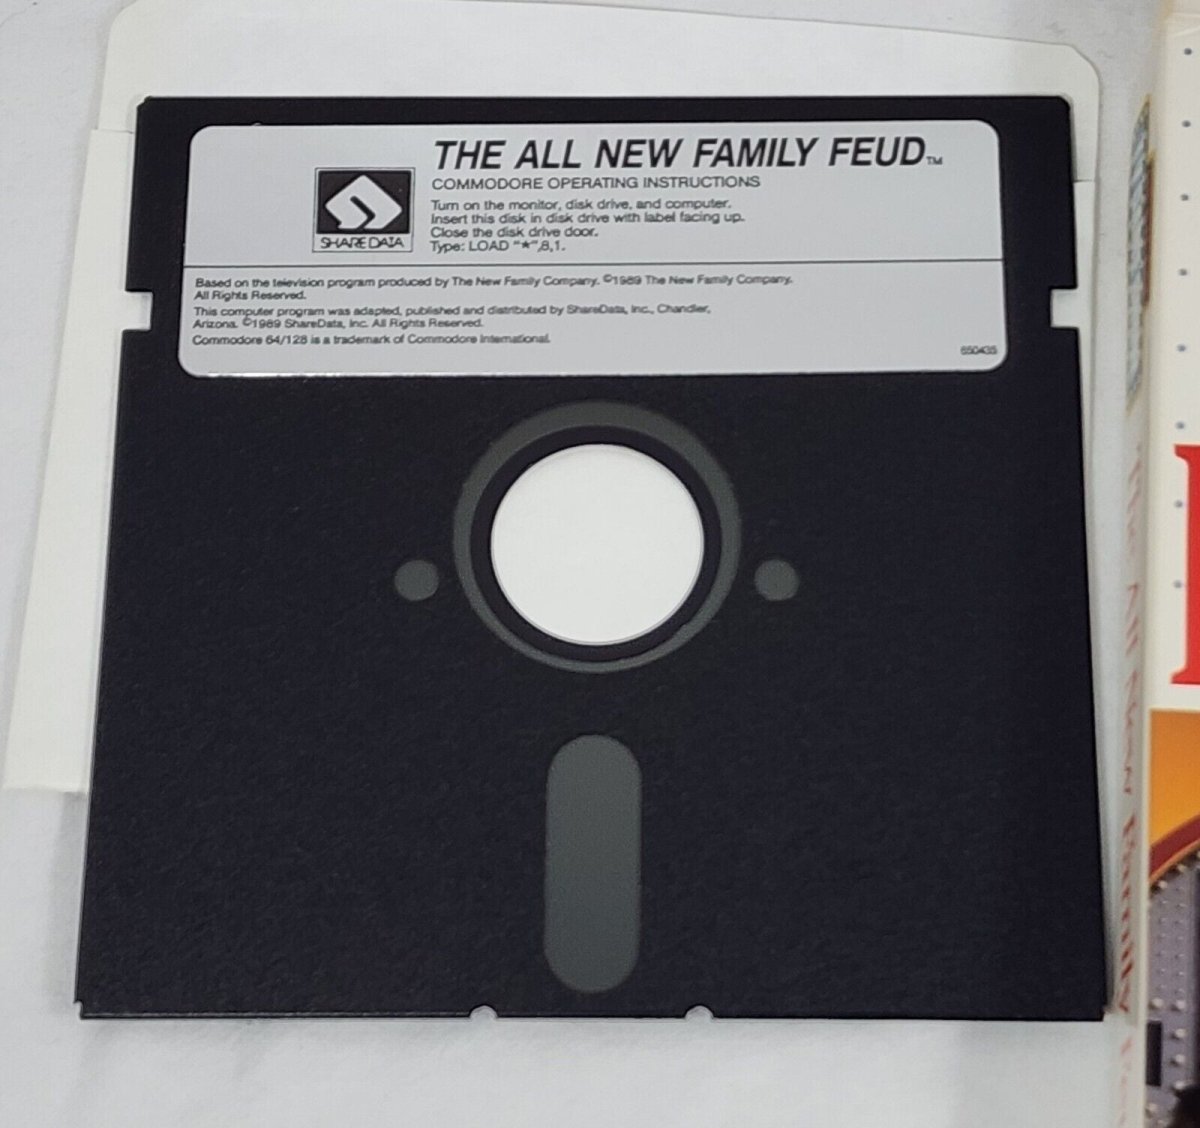 THE ALL NEW FAMILY FEUD™
COMMODORE OPERATING INSTRUCTIONS
Turn on the monitor, disk drive, and computer.
Insert this disk in disk drive with label facing up.
Close the disk drive door.
Type: LOAD "*",8,1.
SHARE DATA
Based on the television program produced by The New Family Company. ©1989 The New Family Company.
All Rights Reserved.
This computer program was adapted, published and distributed by ShareData, Inc., Chandler,
Arizona. ©1989 ShareData, Inc. All Rights Reserved.
Commodore 64/128 is a trademark of Commodore International.
650435
The All New Family